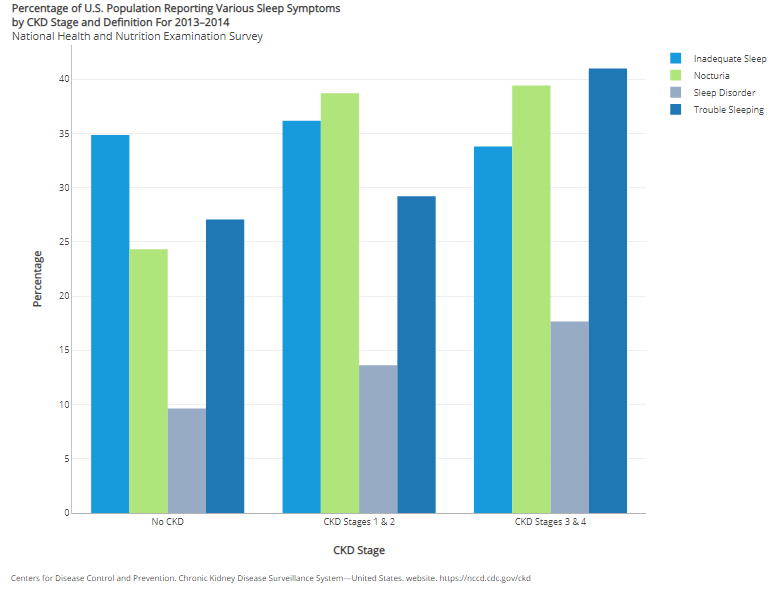 Percentage of U.S. Population Reporting Various Sleep Symptoms
by CKD Stage and Definition For 2013–2014
National Health and Nutrition Examination Survey
Inadequate Sleep
Nocturia
Sleep Disorder
Trouble Sleeping
40
35
30
25
20
15
10
5
0
Percentage
No CKD
CKD Stages 1 & 2
CKD Stages 3 & 4
CKD Stage
Centers for Disease Control and Prevention. Chronic Kidney Disease Surveillance System—United States. website. https://nccd.cdc.gov/ckd